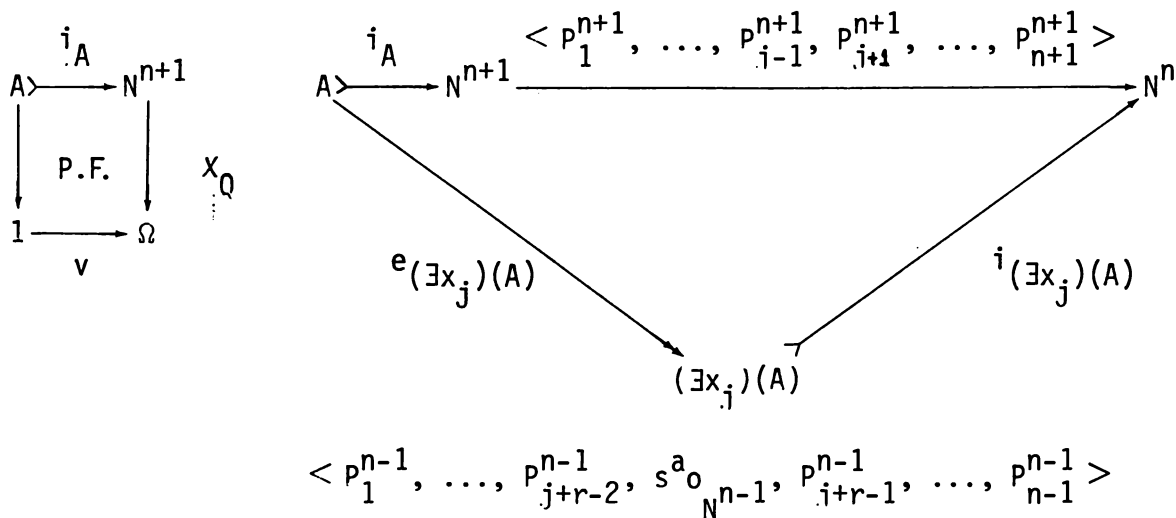 i_A
i_A < P_1^{n+1}, ..., P_{j-1}^{n+1}, P_{j+1}^{n+1}, ..., P_{n+1}^{n+1} >
A N^{n+1}
A N^{n+1} N^n
P.F. X_Q
1 Ω
v
e_{(∃x_j)(A)} i_{(∃x_j)(A)}
(∃x_j)(A)
< P_1^{n-1}, ..., P_{j+r-2}^{n-1}, s^a o_{N^{n-1}}, P_{j+r-1}^{n-1}, ..., P_{n-1}^{n-1} >